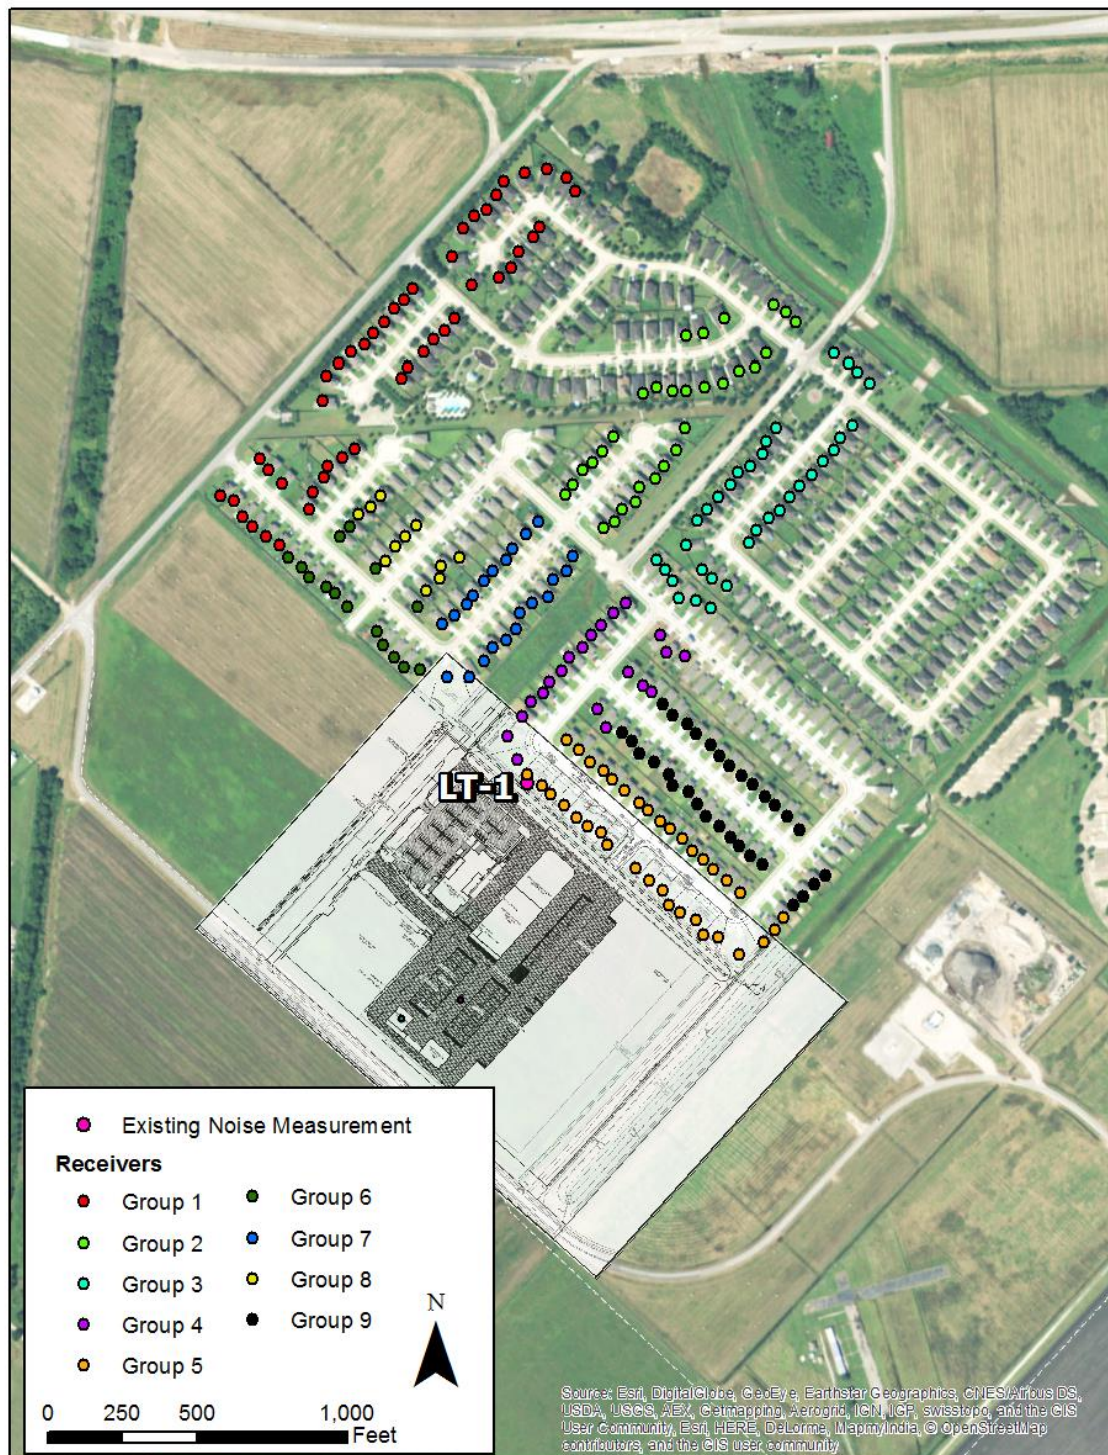 LT-1
Existing Noise Measurement
Receivers
Group 1
Group 2
Group 3
Group 4
Group 5
Group 6
Group 7
Group 8
Group 9
N
0 250 500 1,000
Feet
Source: Esri, DigitalGlobe, GeoEye, Earthstar Geographics, CNES/Airbus DS,
USDA, USGS, AEX, Getmapping, Aerogrid, IGN, IGP, swisstopo, and the GIS
User Community, Esri, HERE, DeLorme, MapmyIndia, © OpenStreetMap
contributors, and the GIS user community